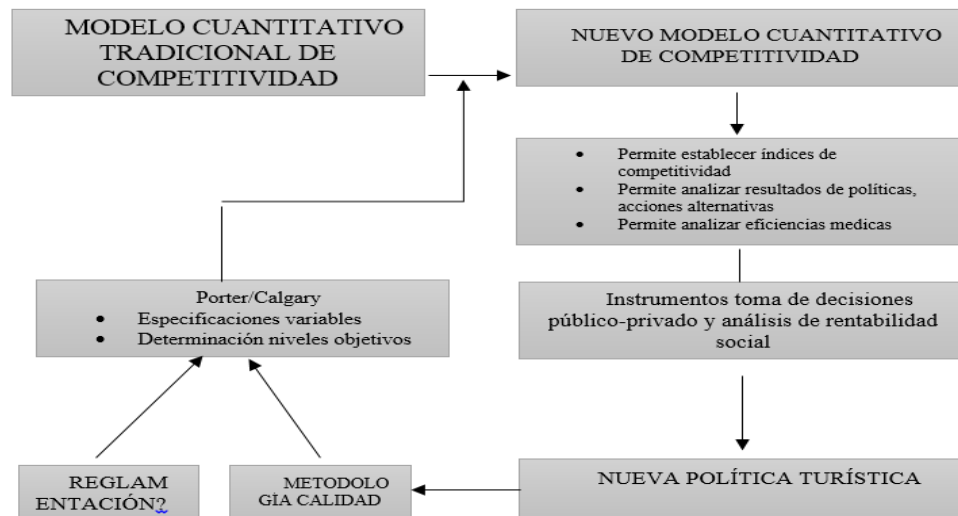 MODELO CUANTITATIVO
TRADICIONAL DE
COMPETITIVIDAD
NUEVO MODELO CUANTITATIVO
DE COMPETITIVIDAD
• Permite establecer índices de
competitividad
• Permite analizar resultados de políticas,
acciones alternativas
• Permite analizar eficiencias medicas
Porter/Calgary
• Especificaciones variables
• Determinación niveles objetivos
Instrumentos toma de decisiones
público-privado y análisis de rentabilidad
social
REGLAM
ENTACIÓN?
METODOLO
GÍA CALIDAD
NUEVA POLÍTICA TURÍSTICA